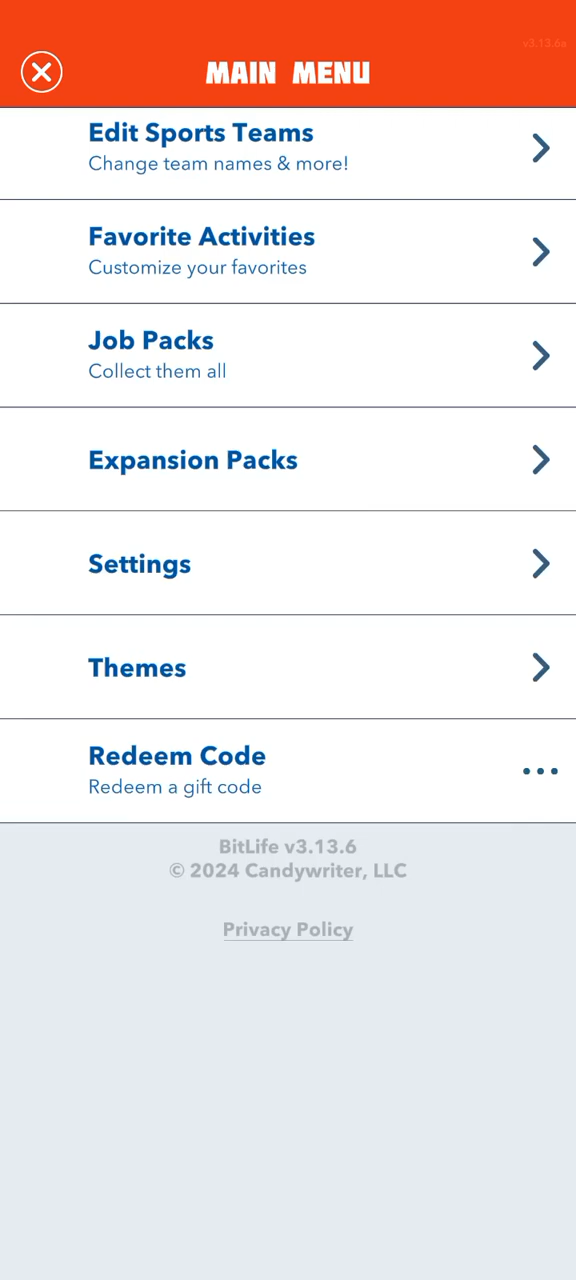 v3.13.6a
MAIN MENU
Edit Sports Teams
Change team names & more!
Favorite Activities
Customize your favorites
Job Packs
Collect them all
Expansion Packs
Settings
Themes
Redeem Code
Redeem a gift code
BitLife v3.13.6
© 2024 Candywriter, LLC
Privacy Policy